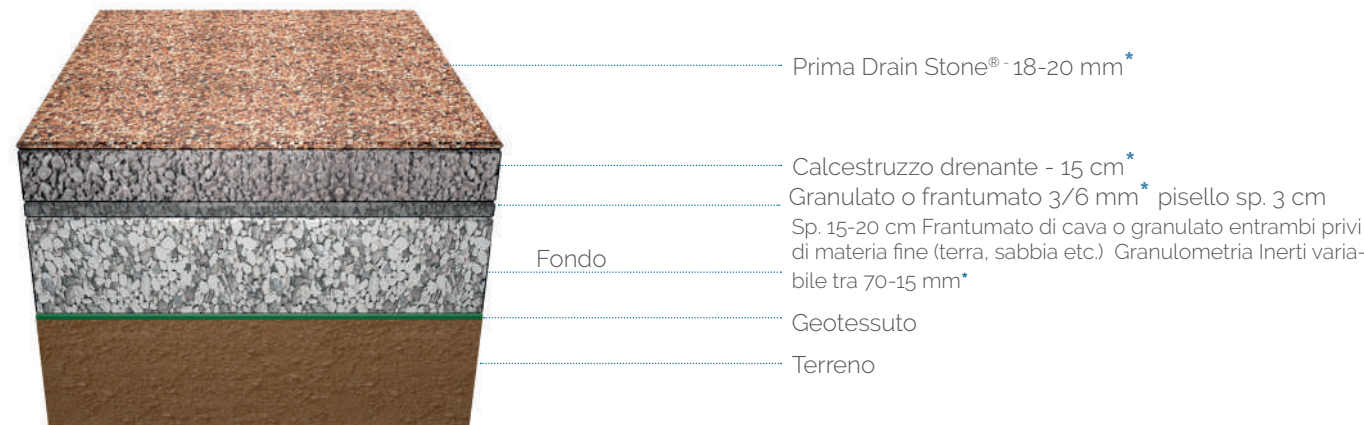 Prima Drain Stone® - 18-20 mm*
Calcestruzzo drenante - 15 cm*
Granulato o frantumato 3/6 mm* pisello sp. 3 cm
Sp. 15-20 cm Frantumato di cava o granulato entrambi privi
di materia fine (terra, sabbia etc.) Granulometria Inerti varia-
Fondo
bile tra 70-15 mm*
Geotessuto
Terreno